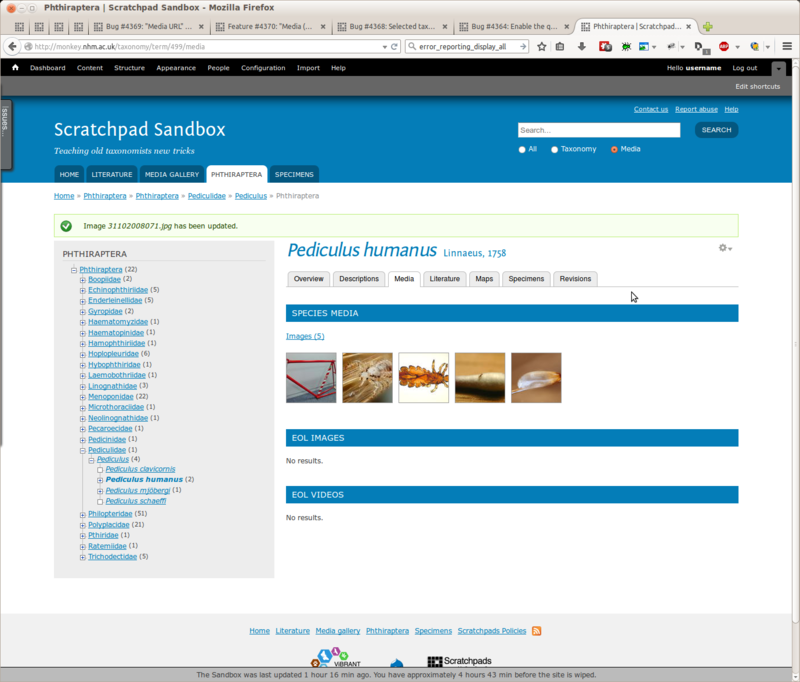 Phthiraptera | Scratchpad Sandbox - Mozilla Firefox
Bug #4369: "Media URL" ...
Feature #4370: "Media (...
Bug #4368: Selected tax...
Bug #4364: Enable the q...
Phthiraptera | Scratchpad...
http://monkey.nhm.ac.uk/taxonomy/term/499/media
error_reporting_display_all
ABP
Dashboard Content Structure Appearance People Configuration Import Help
Hello username Log out
Edit shortcuts
Issues...
Contact us Report abuse Help
Scratchpad Sandbox
Teaching old taxonomists new tricks
Search...
SEARCH
All Taxonomy Media
HOME LITERATURE MEDIA GALLERY PHTHIRAPTERA SPECIMENS
Home » Phthiraptera » Phthiraptera » Pediculidae » Pediculus » Phthiraptera
Image 31102008071.jpg has been updated.
PHTHIRAPTERA
Phthiraptera (22)
Boopiidae (2)
Echinophthiriidae (5)
Enderleinellidae (5)
Gyropidae (2)
Haematomyzidae (1)
Haematopinidae (1)
Hamophthiriidae (1)
Hoplopleuridae (6)
Hybophthiridae (1)
Laemobothriidae (1)
Linognathidae (3)
Menoponidae (22)
Microthoraciidae (1)
Neolinognathidae (1)
Pecaroecidae (1)
Pedicinidae (1)
Pediculidae (1)
Pediculus (4)
Pediculus clavicornis
Pediculus humanus (2)
Pediculus mjöbergi (1)
Pediculus schaeffi
Philopteridae (51)
Polyplacidae (21)
Pthiridae (1)
Ratemiidae (1)
Trichodectidae (5)
Pediculus humanus Linnaeus, 1758
Overview Descriptions Media Literature Maps Specimens Revisions
SPECIES MEDIA
Images (5)
EOL IMAGES
No results.
EOL VIDEOS
No results.
Home Literature Media gallery Phthiraptera Specimens Scratchpads Policies
ViBRANT
Scratchpads
The Sandbox was last updated 1 hour 16 min ago. You have approximately 4 hours 43 min before the site is wiped.